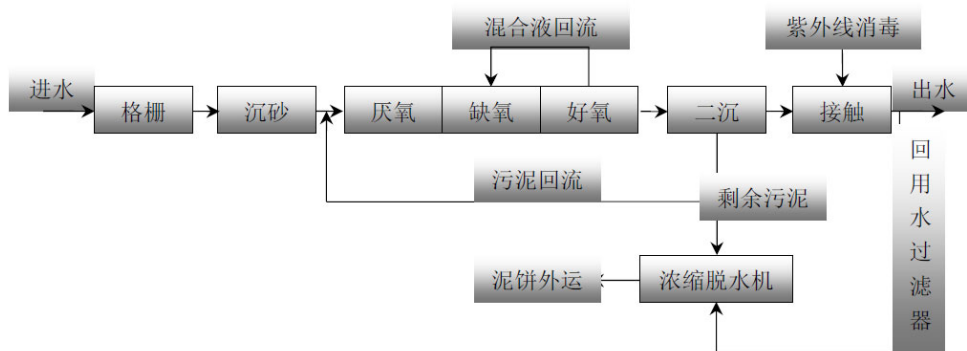 混合液回流
紫外线消毒
进水
格栅
沉砂
厌氧
缺氧
好氧
二沉
接触
出水
污泥回流
剩余污泥
回用水过滤器
泥饼外运
浓缩脱水机